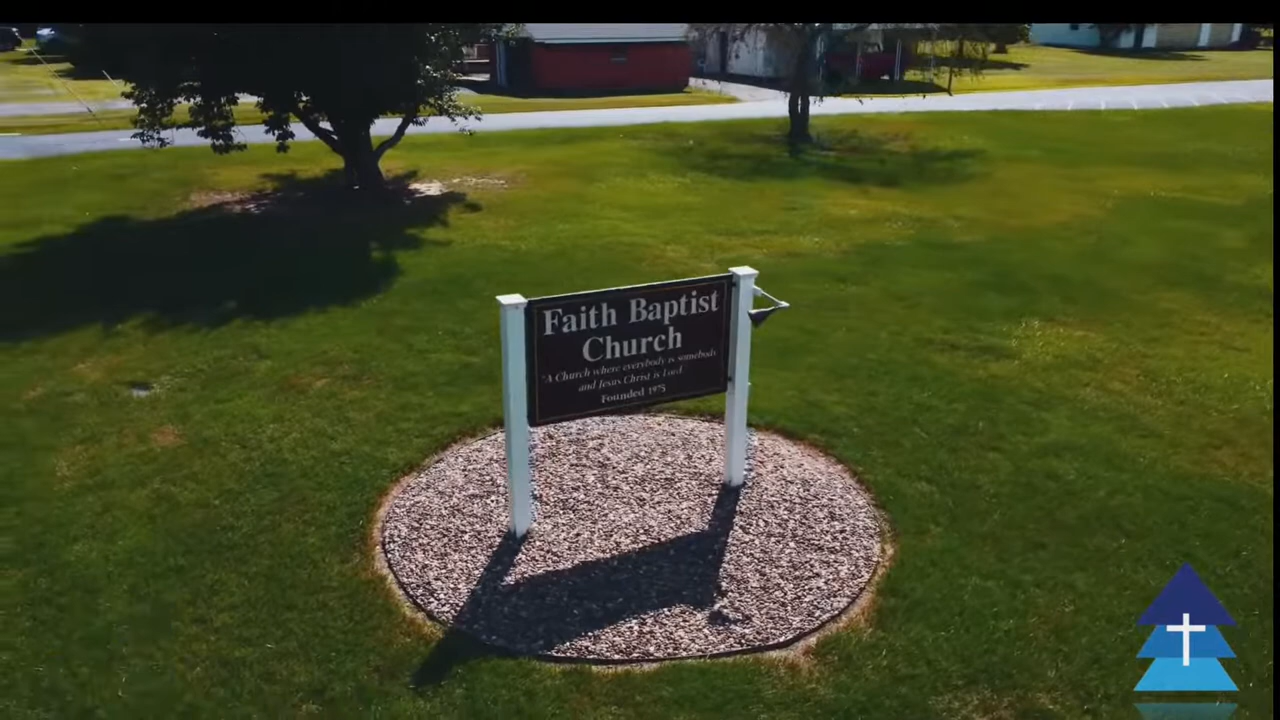 Faith Baptist
Church
"A Church where everybody is somebody
and Jesus Christ is Lord
Founded 1975